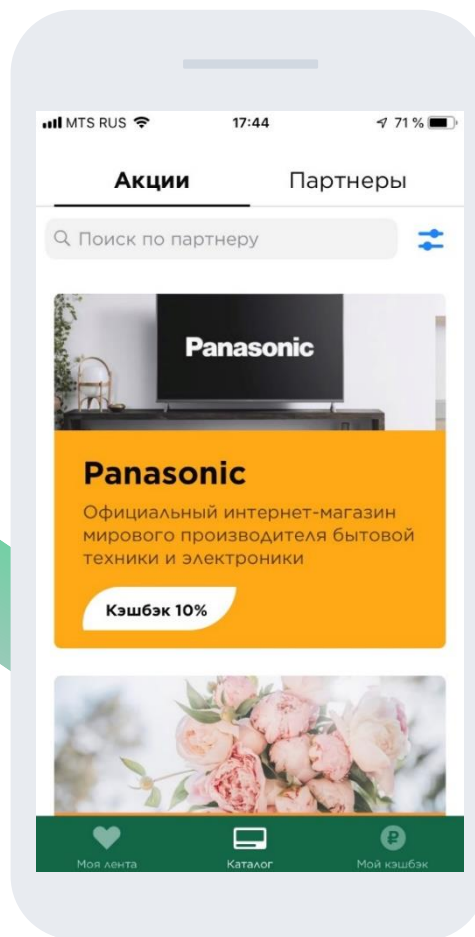 MTS RUS 17:44 71 %
Акции Партнеры
Поиск по партнеру
Panasonic
Panasonic
Официальный интернет-магазин
мирового производителя бытовой
техники и электроники
Кэшбэк 10%
Моя лента Каталог Мой кэшбэк